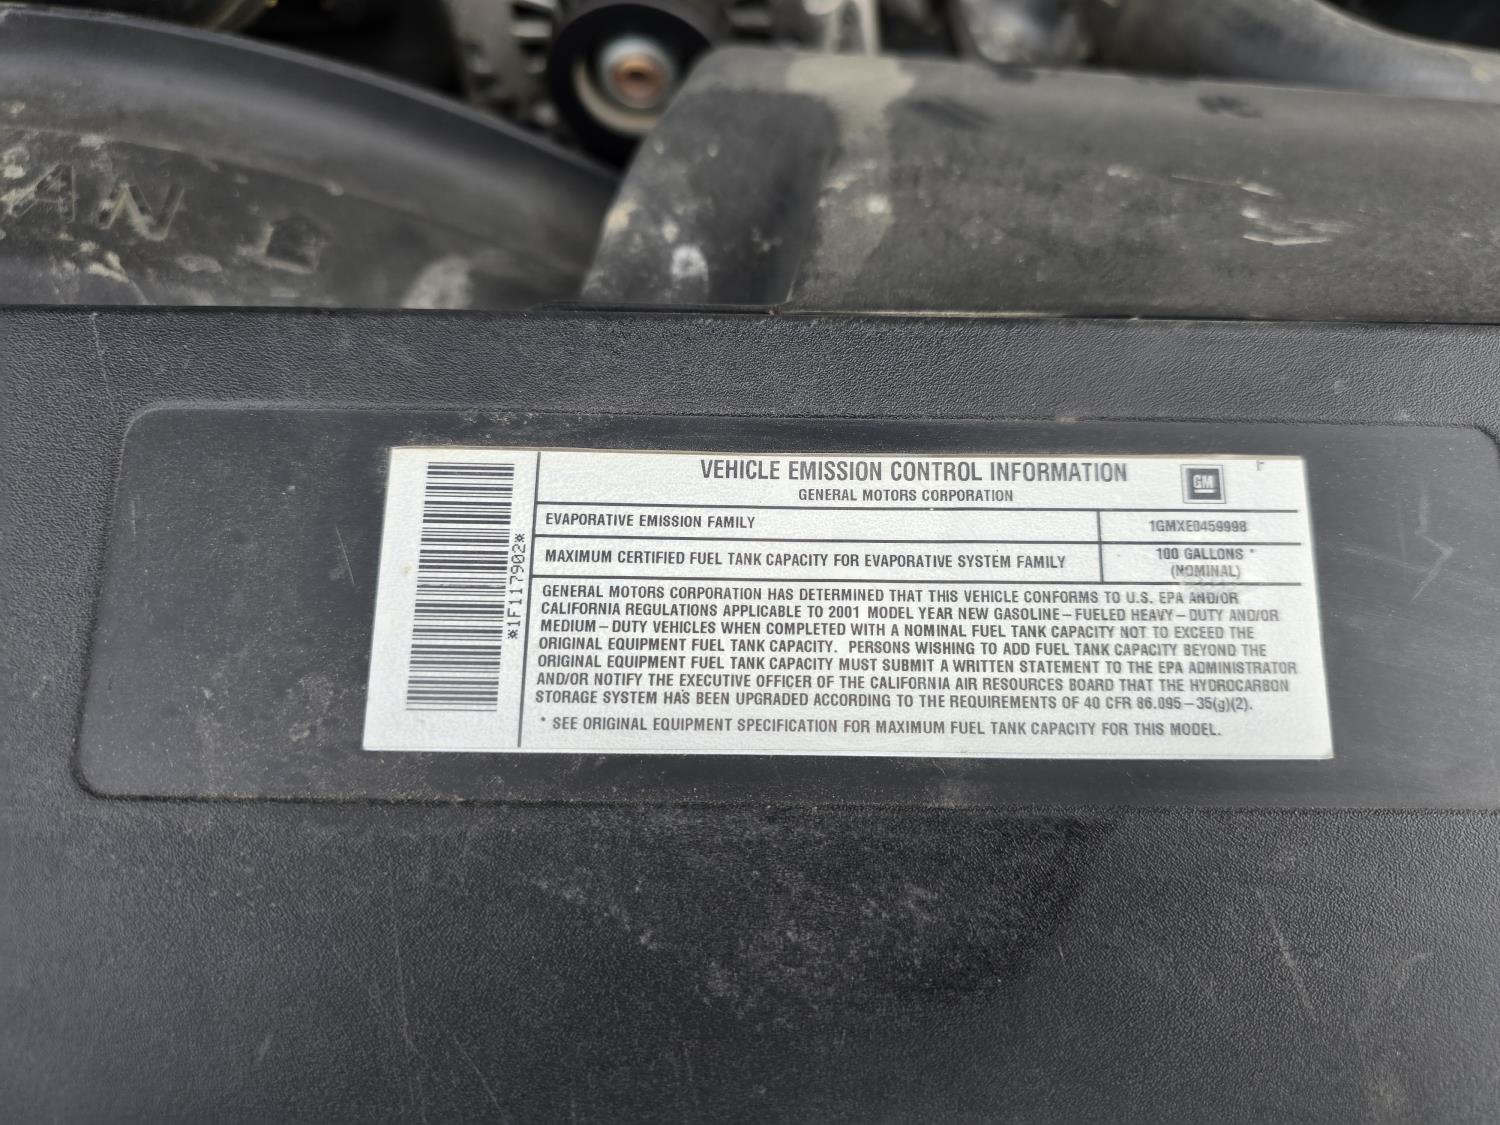 AN
VEHICLE EMISSION CONTROL INFORMATION
GENERAL MOTORS CORPORATION
GM
EVAPORATIVE EMISSION FAMILY
1GMXE0459998
MAXIMUM CERTIFIED FUEL TANK CAPACITY FOR EVAPORATIVE SYSTEM FAMILY
100 GALLONS *
(NOMINAL)
GENERAL MOTORS CORPORATION HAS DETERMINED THAT THIS VEHICLE CONFORMS TO U.S. EPA AND/OR
CALIFORNIA REGULATIONS APPLICABLE TO 2001 MODEL YEAR NEW GASOLINE–FUELED HEAVY–DUTY AND/OR
MEDIUM–DUTY VEHICLES WHEN COMPLETED WITH A NOMINAL FUEL TANK CAPACITY NOT TO EXCEED THE
ORIGINAL EQUIPMENT FUEL TANK CAPACITY. PERSONS WISHING TO ADD FUEL TANK CAPACITY BEYOND THE
ORIGINAL EQUIPMENT FUEL TANK CAPACITY MUST SUBMIT A WRITTEN STATEMENT TO THE EPA ADMINISTRATOR
AND/OR NOTIFY THE EXECUTIVE OFFICER OF THE CALIFORNIA AIR RESOURCES BOARD THAT THE HYDROCARBON
STORAGE SYSTEM HAS BEEN UPGRADED ACCORDING TO THE REQUIREMENTS OF 40 CFR 86.095–35(g)(2).
* SEE ORIGINAL EQUIPMENT SPECIFICATION FOR MAXIMUM FUEL TANK CAPACITY FOR THIS MODEL.
*1F117902*